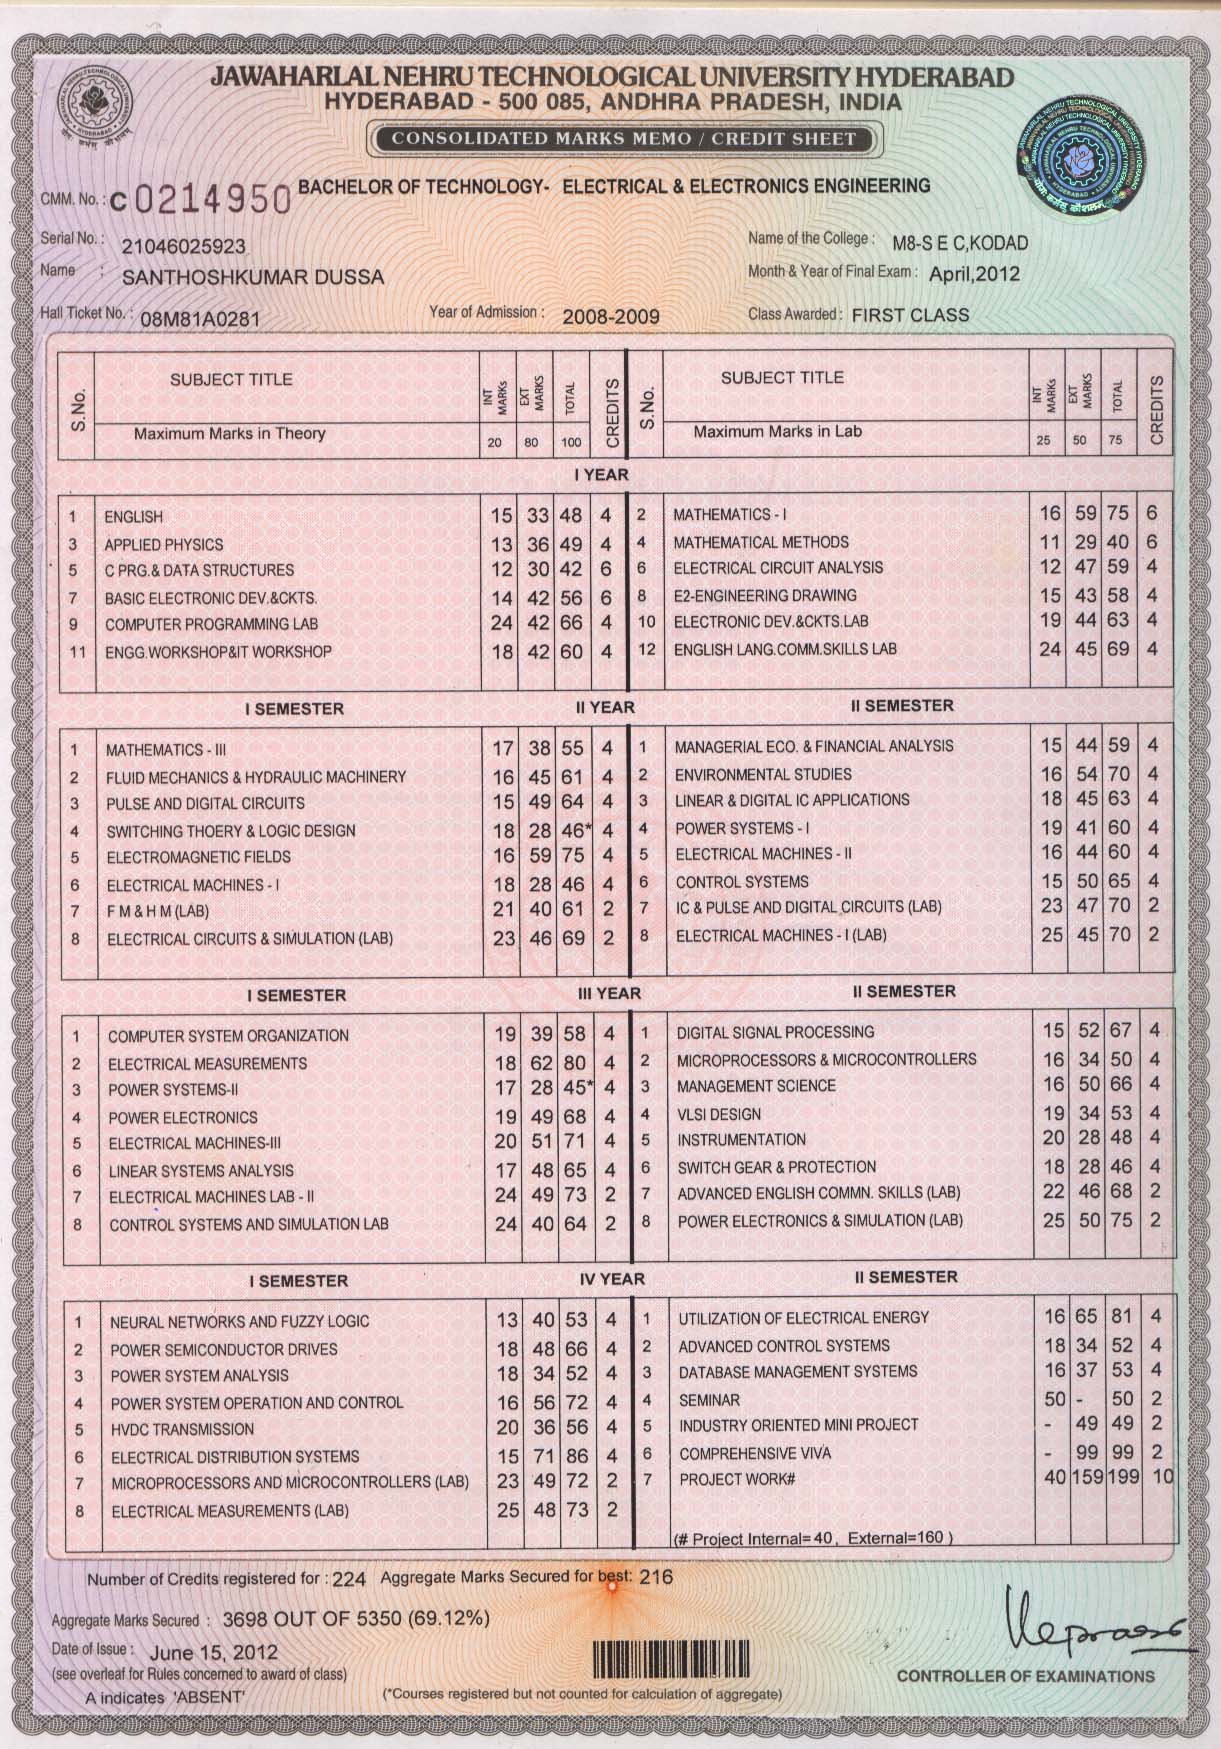 JAWAHARLAL NEHRU TECHNOLOGICAL UNIVERSITY HYDERABAD
HYDERABAD - 500 085, ANDHRA PRADESH, INDIA
CONSOLIDATED MARKS MEMO / CREDIT SHEET
CMM. No. : C0214950 BACHELOR OF TECHNOLOGY- ELECTRICAL & ELECTRONICS ENGINEERING
Serial No. : 21046025923 Name of the College : M8-S E C,KODAD
Name : SANTHOSHKUMAR DUSSA Month & Year of Final Exam : April,2012
Hall Ticket No. : 08M81A0281 Year of Admission : 2008-2009 Class Awarded : FIRST CLASS
S.No. SUBJECT TITLE INT MARKs EXT MARKS TOTAL CREDITS S.No. SUBJECT TITLE INT MARKs EXT MARKS TOTAL CREDITS
Maximum Marks in Theory 20 80 100 Maximum Marks in Lab 25 50 75
I YEAR
1 ENGLISH 15 33 48 4 2 MATHEMATICS - I 16 59 75 6
3 APPLIED PHYSICS 13 36 49 4 4 MATHEMATICAL METHODS 11 29 40 6
5 C PRG.& DATA STRUCTURES 12 30 42 6 6 ELECTRICAL CIRCUIT ANALYSIS 12 47 59 4
7 BASIC ELECTRONIC DEV.&CKTS. 14 42 56 6 8 E2-ENGINEERING DRAWING 15 43 58 4
9 COMPUTER PROGRAMMING LAB 24 42 66 4 10 ELECTRONIC DEV.&CKTS.LAB 19 44 63 4
11 ENGG.WORKSHOP&IT WORKSHOP 18 42 60 4 12 ENGLISH LANG.COMM.SKILLS LAB 24 45 69 4
I SEMESTER II YEAR II SEMESTER
1 MATHEMATICS - III 17 38 55 4 1 MANAGERIAL ECO. & FINANCIAL ANALYSIS 15 44 59 4
2 FLUID MECHANICS & HYDRAULIC MACHINERY 16 45 61 4 2 ENVIRONMENTAL STUDIES 16 54 70 4
3 PULSE AND DIGITAL CIRCUITS 15 49 64 4 3 LINEAR & DIGITAL IC APPLICATIONS 18 45 63 4
4 SWITCHING THOERY & LOGIC DESIGN 18 28 46* 4 4 POWER SYSTEMS - I 19 41 60 4
5 ELECTROMAGNETIC FIELDS 16 59 75 4 5 ELECTRICAL MACHINES - II 16 44 60 4
6 ELECTRICAL MACHINES - I 18 28 46 4 6 CONTROL SYSTEMS 15 50 65 4
7 F M & H M (LAB) 21 40 61 2 7 IC & PULSE AND DIGITAL CIRCUITS (LAB) 23 47 70 2
8 ELECTRICAL CIRCUITS & SIMULATION (LAB) 23 46 69 2 8 ELECTRICAL MACHINES - I (LAB) 25 45 70 2
I SEMESTER III YEAR II SEMESTER
1 COMPUTER SYSTEM ORGANIZATION 19 39 58 4 1 DIGITAL SIGNAL PROCESSING 15 52 67 4
2 ELECTRICAL MEASUREMENTS 18 62 80 4 2 MICROPROCESSORS & MICROCONTROLLERS 16 34 50 4
3 POWER SYSTEMS-II 17 28 45* 4 3 MANAGEMENT SCIENCE 16 50 66 4
4 POWER ELECTRONICS 19 49 68 4 4 VLSI DESIGN 19 34 53 4
5 ELECTRICAL MACHINES-III 20 51 71 4 5 INSTRUMENTATION 20 28 48 4
6 LINEAR SYSTEMS ANALYSIS 17 48 65 4 6 SWITCH GEAR & PROTECTION 18 28 46 4
7 ELECTRICAL MACHINES LAB - II 24 49 73 2 7 ADVANCED ENGLISH COMMN. SKILLS (LAB) 22 46 68 2
8 CONTROL SYSTEMS AND SIMULATION LAB 24 40 64 2 8 POWER ELECTRONICS & SIMULATION (LAB) 25 50 75 2
I SEMESTER IV YEAR II SEMESTER
1 NEURAL NETWORKS AND FUZZY LOGIC 13 40 53 4 1 UTILIZATION OF ELECTRICAL ENERGY 16 65 81 4
2 POWER SEMICONDUCTOR DRIVES 18 48 66 4 2 ADVANCED CONTROL SYSTEMS 18 34 52 4
3 POWER SYSTEM ANALYSIS 18 34 52 4 3 DATABASE MANAGEMENT SYSTEMS 16 37 53 4
4 POWER SYSTEM OPERATION AND CONTROL 16 56 72 4 4 SEMINAR 50 - 50 2
5 HVDC TRANSMISSION 20 36 56 4 5 INDUSTRY ORIENTED MINI PROJECT - 49 49 2
6 ELECTRICAL DISTRIBUTION SYSTEMS 15 71 86 4 6 COMPREHENSIVE VIVA - 99 99 2
7 MICROPROCESSORS AND MICROCONTROLLERS (LAB) 23 49 72 2 7 PROJECT WORK# 40 159 199 10
8 ELECTRICAL MEASUREMENTS (LAB) 25 48 73 2
(# Project Internal= 40 , External=160 )
Number of Credits registered for : 224 Aggregate Marks Secured for best: 216
Aggregate Marks Secured : 3698 OUT OF 5350 (69.12%)
Date of Issue : June 15, 2012
(see overleaf for Rules concerned to award of class) CONTROLLER OF EXAMINATIONS
A indicates 'ABSENT' (*Courses registered but not counted for calculation of aggregate)